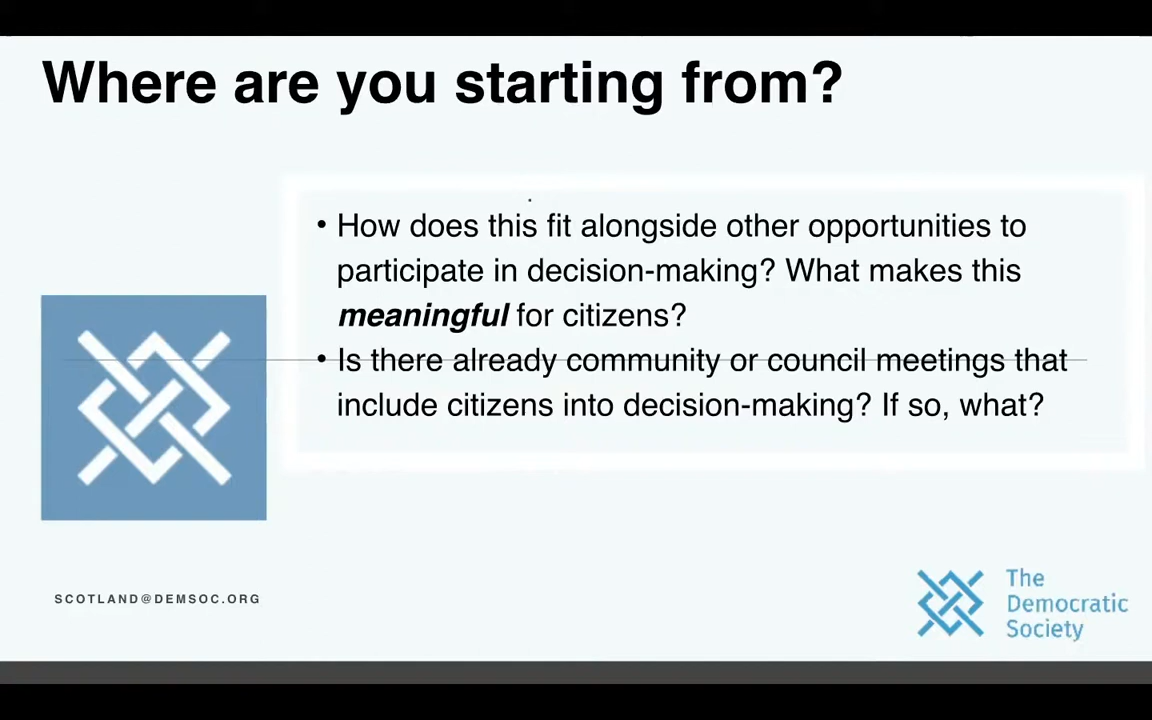 Where are you starting from?
• How does this fit alongside other opportunities to
participate in decision-making? What makes this
meaningful for citizens?
• Is there already community or council meetings that
include citizens into decision-making? If so, what?
SCOTLAND@DEMSOC.ORG
The
Democratic
Society